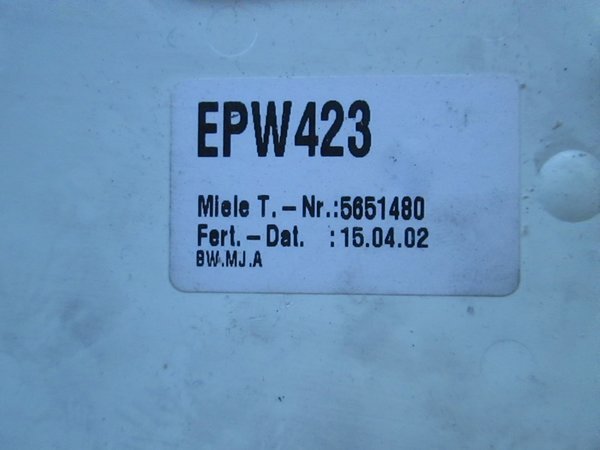 EPW423
Miele T.-Nr.:5651480
Fert.-Dat. :15.04.02
BW.MJ.A